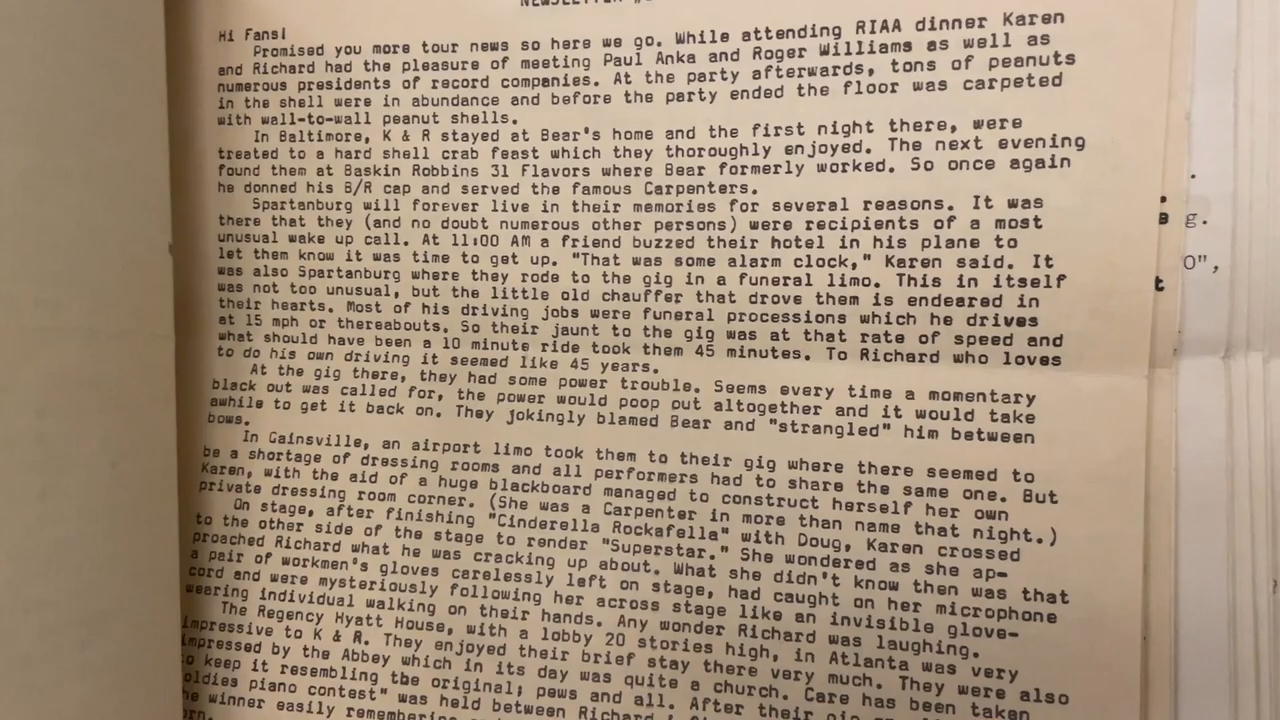 NEWSLETTER
Hi Fans!
Promised you more tour news so here we go. While attending RIAA dinner Karen
and Richard had the pleasure of meeting Paul Anka and Roger Williams as well as
numerous presidents of record companies. At the party afterwards, tons of peanuts
in the shell were in abundance and before the party ended the floor was carpeted
with wall-to-wall peanut shells.
In Baltimore, K & R stayed at Bear's home and the first night there, were
treated to a hard shell crab feast which they thoroughly enjoyed. The next evening
found them at Baskin Robbins 31 Flavors where Bear formerly worked. So once again
he donned his B/R cap and served the famous Carpenters.
Spartanburg will forever live in their memories for several reasons. It was
there that they (and no doubt numerous other persons) were recipients of a most
unusual wake up call. At 11:00 AM a friend buzzed their hotel in his plane to
let them know it was time to get up. "That was some alarm clock," Karen said. It
was also Spartanburg where they rode to the gig in a funeral limo. This in itself
was not too unusual, but the little old chauffer that drove them is endeared in
their hearts. Most of his driving jobs were funeral processions which he drives
at 15 mph or thereabouts. So their jaunt to the gig was at that rate of speed and
what should have been a 10 minute ride took them 45 minutes. To Richard who loves
to do his own driving it seemed like 45 years.
At the gig there, they had some power trouble. Seems every time a momentary
black out was called for, the power would poop out altogether and it would take
awhile to get it back on. They jokingly blamed Bear and "strangled" him between
bows.
In Gainsville, an airport limo took them to their gig where there seemed to
be a shortage of dressing rooms and all performers had to share the same one. But
Karen, with the aid of a huge blackboard managed to construct herself her own
private dressing room corner. (She was a Carpenter in more than name that night.)
On stage, after finishing "Cinderella Rockafella" with Doug, Karen crossed
to the other side of the stage to render "Superstar." She wondered as she ap-
proached Richard what he was cracking up about. What she didn't know then was that
a pair of workmen's gloves carelessly left on stage, had caught on her microphone
cord and were mysteriously following her across stage like an invisible glove-
wearing individual walking on their hands. Any wonder Richard was laughing.
The Regency Hyatt House, with a lobby 20 stories high, in Atlanta was very
impressive to K & R. They enjoyed their brief stay there very much. They were also
impressed by the Abbey which in its day was quite a church. Care has been taken
to keep it resembling the original; pews and all. After their gig
oldies piano contest" was held between Richard
he winner easily
g.
O",
t